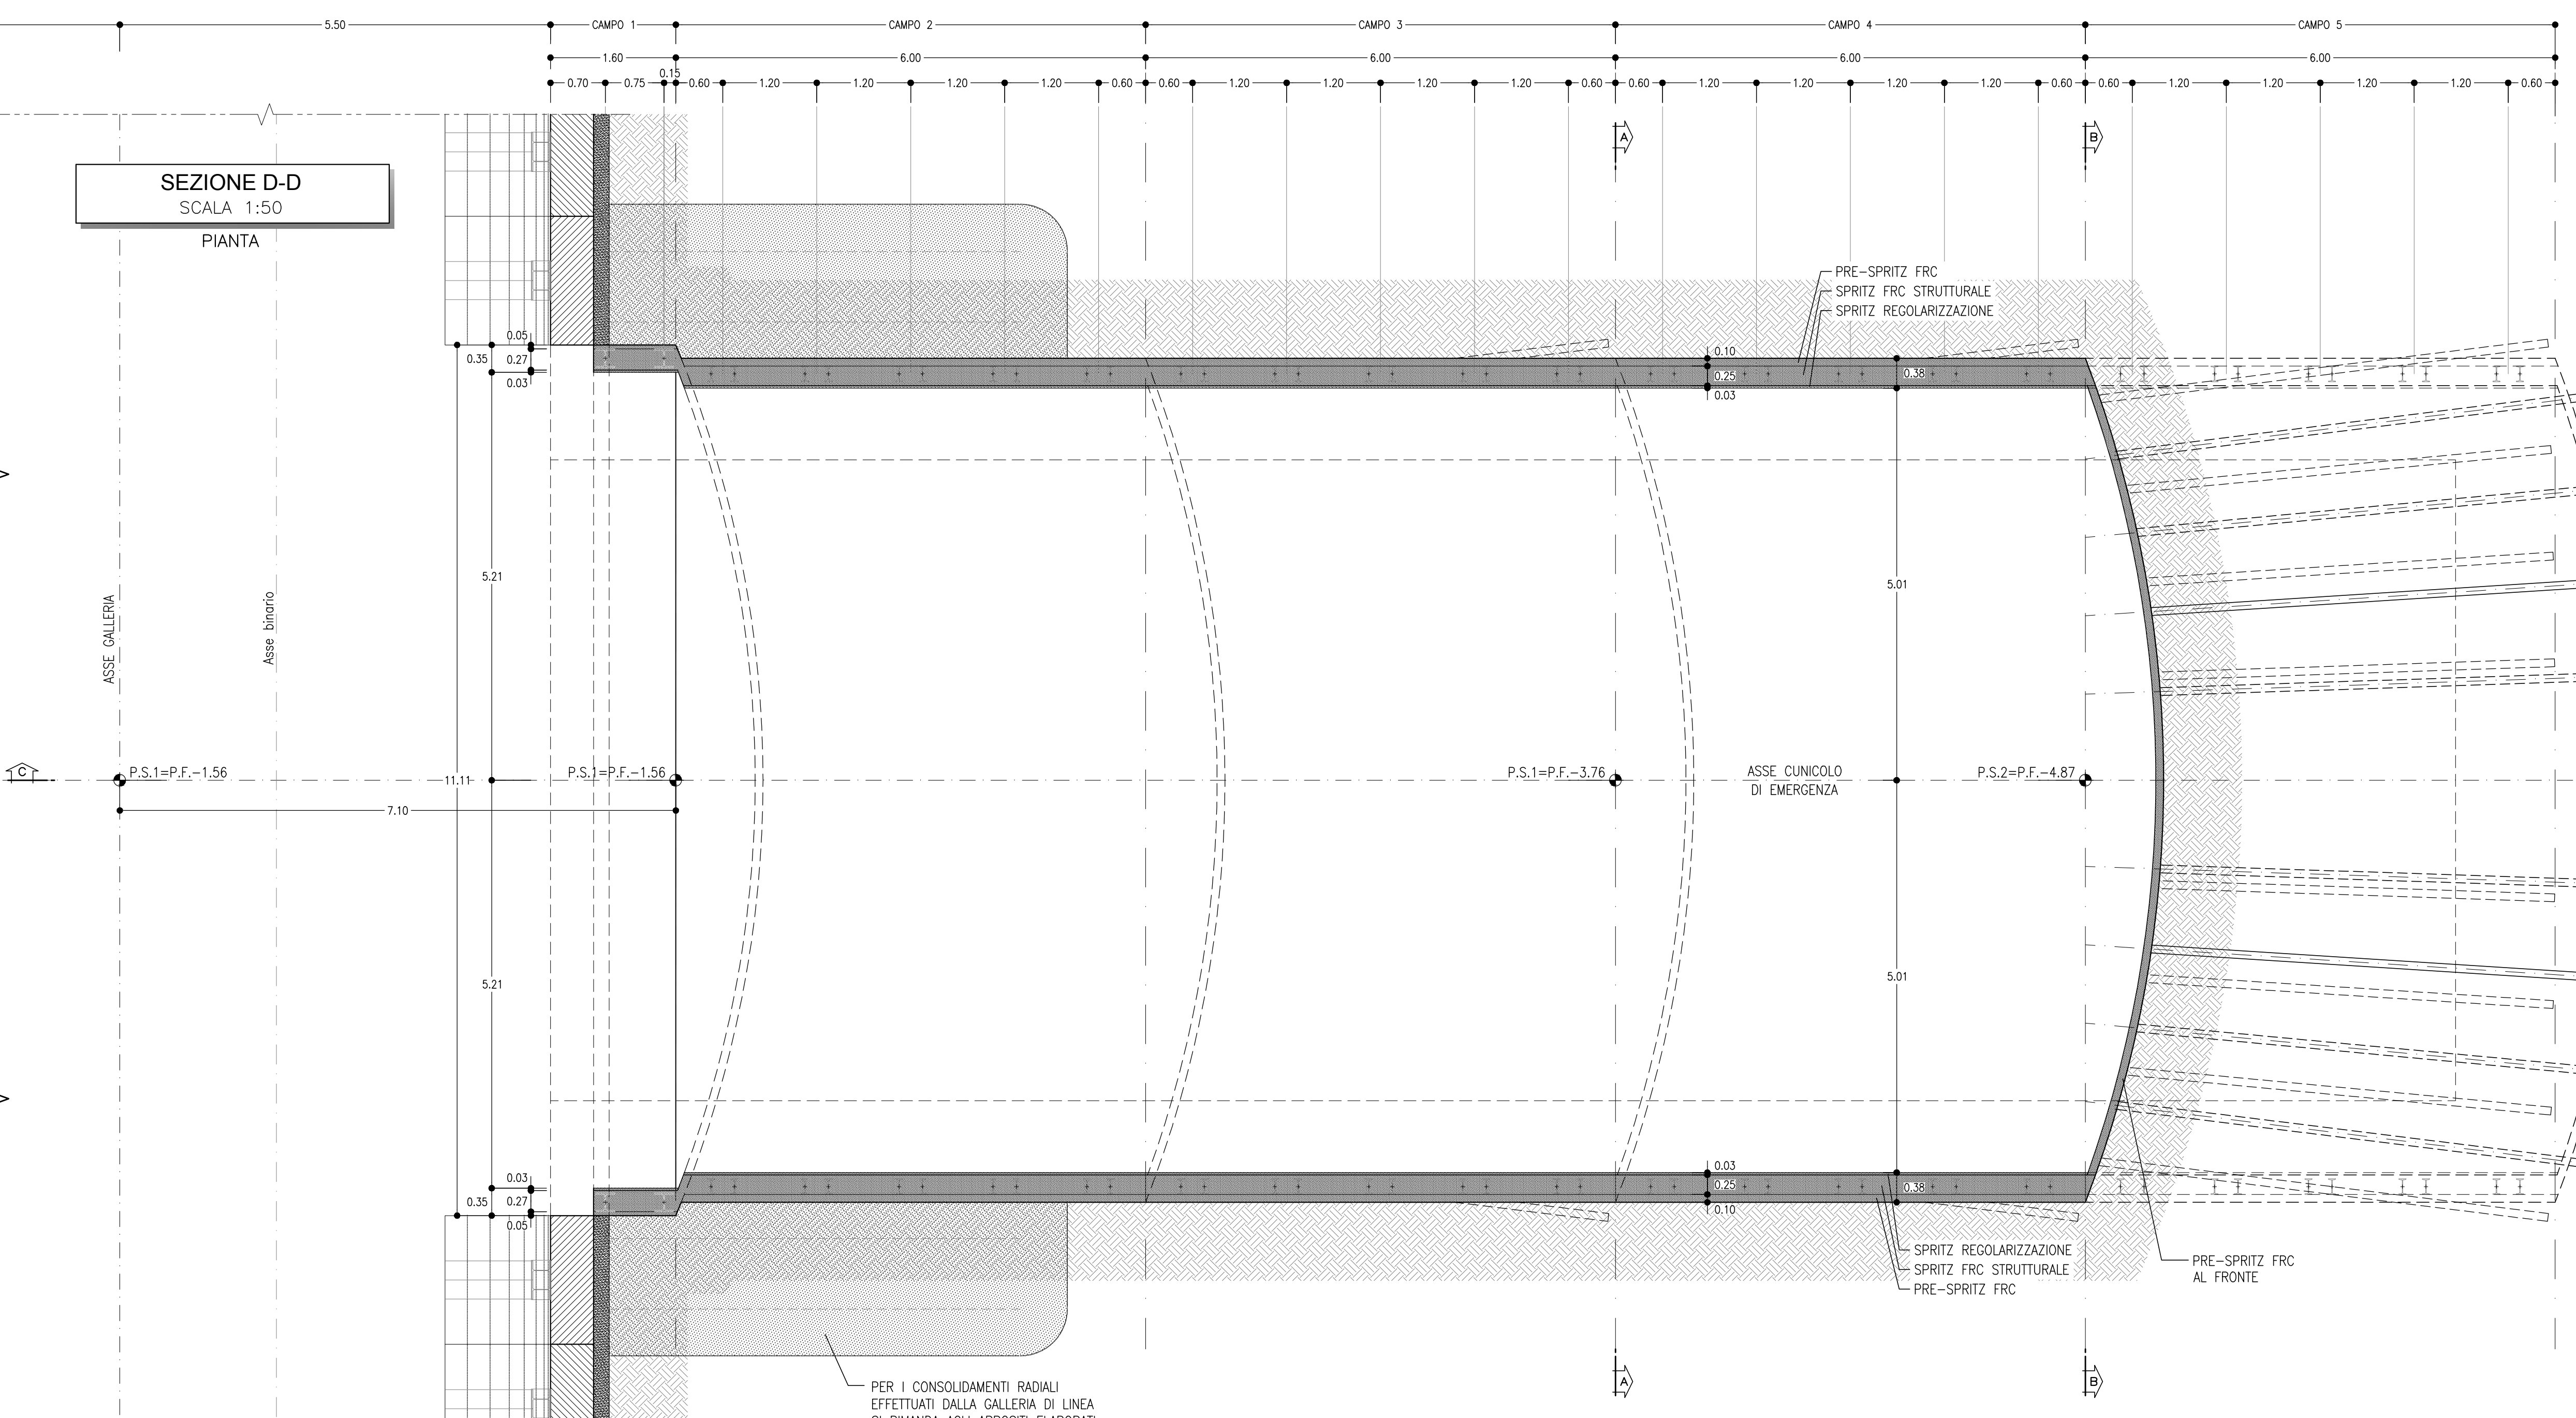 5.50 CAMPO 1 CAMPO 2 CAMPO 3 CAMPO 4 CAMPO 5
1.60 6.00 6.00 6.00 6.00
0.15
0.70 0.75 0.60 1.20 1.20 1.20 1.20 0.60 0.60 1.20 1.20 1.20 1.20 0.60 0.60 1.20 1.20 1.20 1.20 0.60 0.60 1.20 1.20 1.20 1.20 0.60
A B
SEZIONE D-D
SCALA 1:50
PIANTA
PRE-SPRITZ FRC
SPRITZ FRC STRUTTURALE
SPRITZ REGOLARIZZAZIONE
0.05
0.35 0.27
0.03
0.10
0.25 0.38
0.03
5.21
5.01
ASSE GALLERIA
Asse binario
C
P.S.1=P.F.-1.56
11.11
P.S.1=P.F.-1.56
P.S.1=P.F.-3.76
ASSE CUNICOLO
DI EMERGENZA
P.S.2=P.F.-4.87
7.10
5.21
5.01
0.03
0.35 0.27
0.05
0.03
0.25 0.38
0.10
SPRITZ REGOLARIZZAZIONE
SPRITZ FRC STRUTTURALE
PRE-SPRITZ FRC
PRE-SPRITZ FRC
AL FRONTE
A B
PER I CONSOLIDAMENTI RADIALI
EFFETTUATI DALLA GALLERIA DI LINEA
SI RIMANDA AGLI APPOSITI ELABORATI